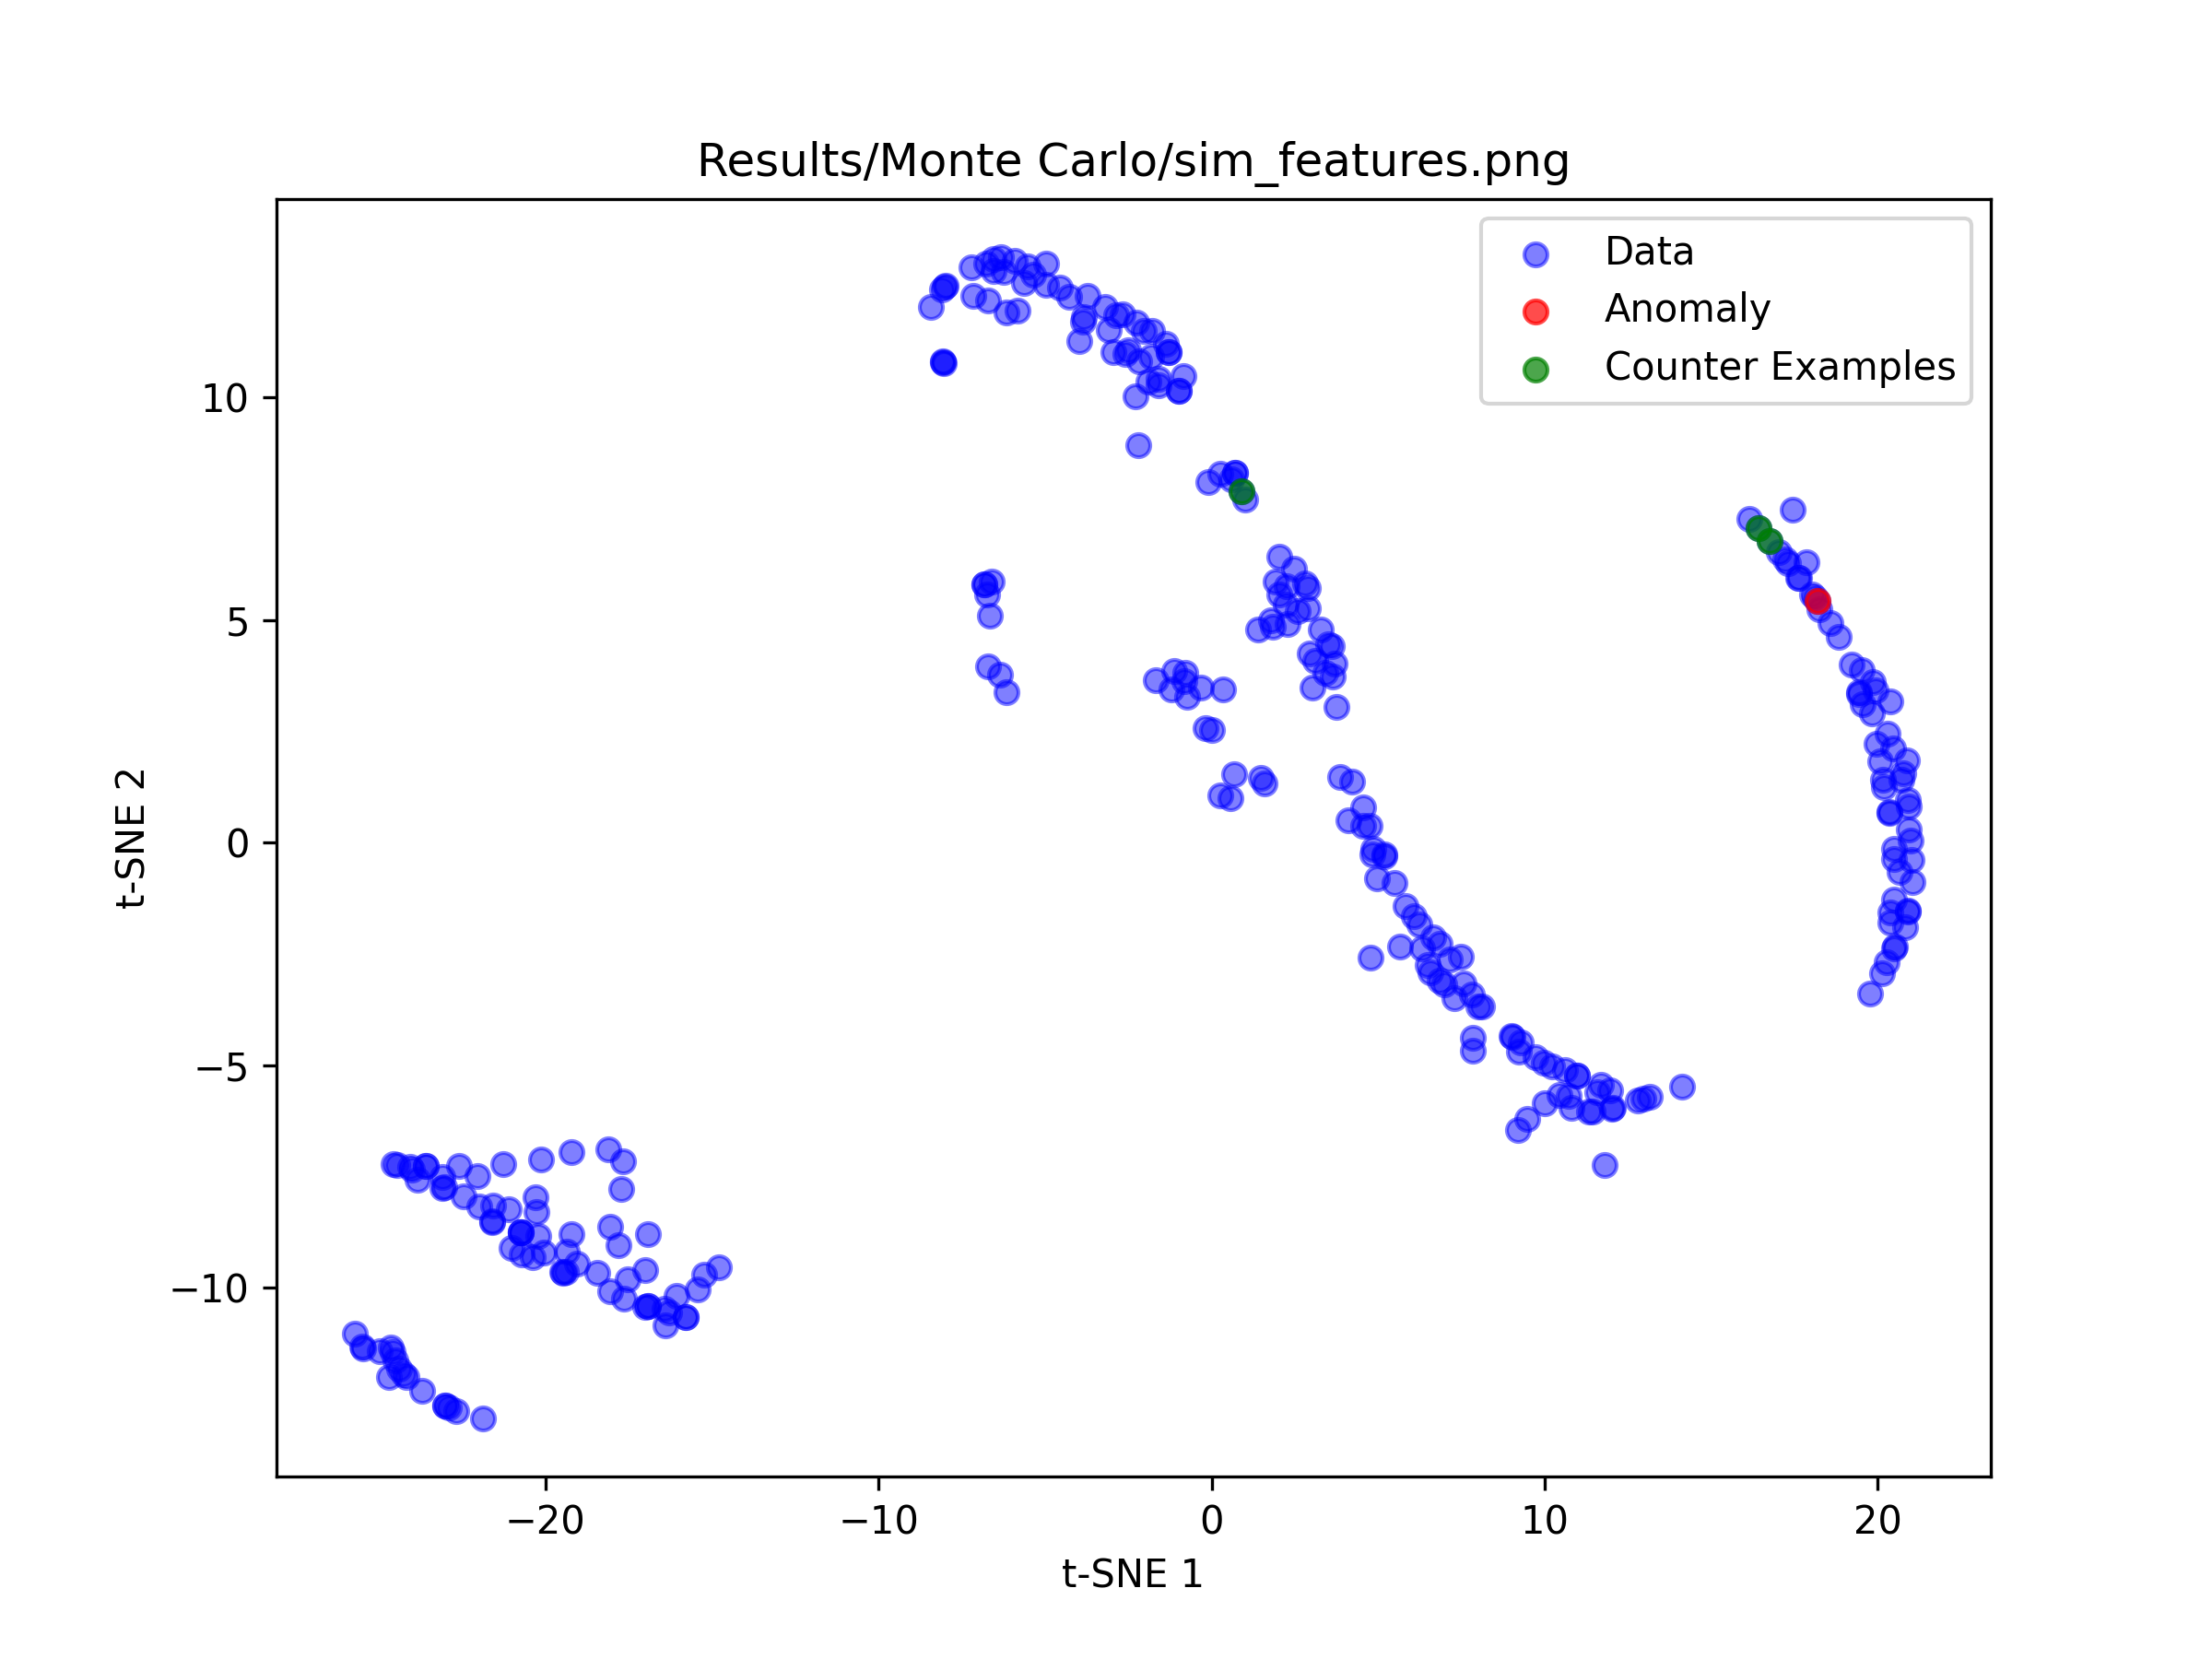 Results/Monte Carlo/sim_features.png
Data
Anomaly
Counter Examples
10
5
0
−5
−10
t-SNE 2
−20
−10
0
10
20
t-SNE 1